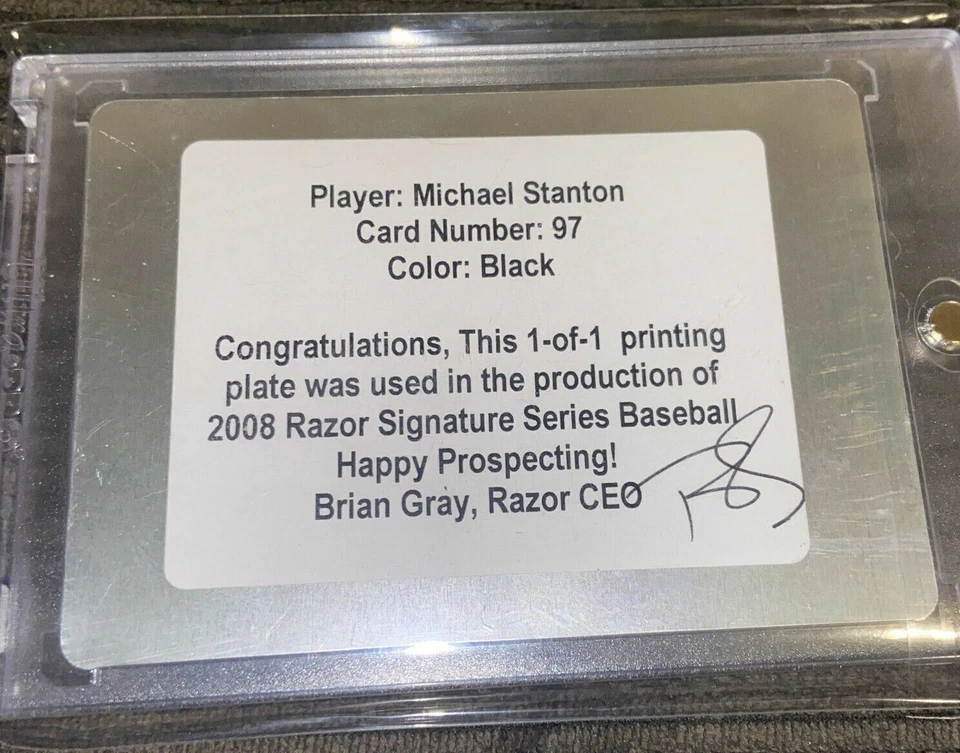 Player: Michael Stanton
Card Number: 97
Color: Black
Congratulations, This 1-of-1 printing
plate was used in the production of
2008 Razor Signature Series Baseball
Happy Prospecting!
Brian Gray, Razor CEO